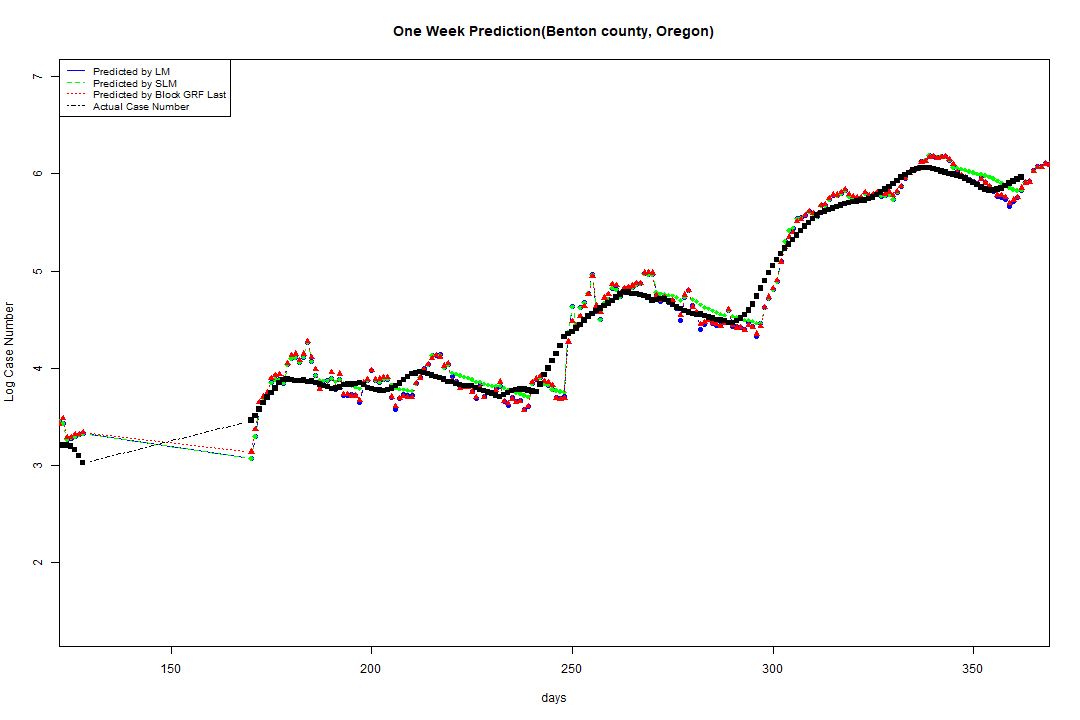 One Week Prediction(Benton county, Oregon)
Predicted by LM
Predicted by SLM
Predicted by Block GRF Last
Actual Case Number
7
6
5
4
3
2
Log Case Number
150 200 250 300 350
days